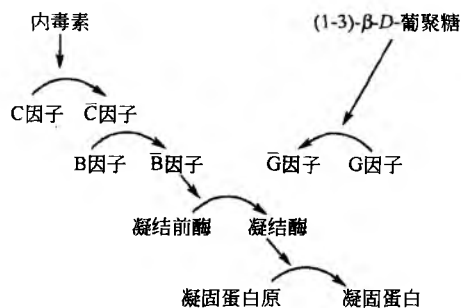 内毒素
(1-3)-β-D-葡聚糖
C因子 C̄因子
B因子 B̄因子 Ḡ因子 G因子
凝结前酶 凝结酶
凝固蛋白原 凝固蛋白